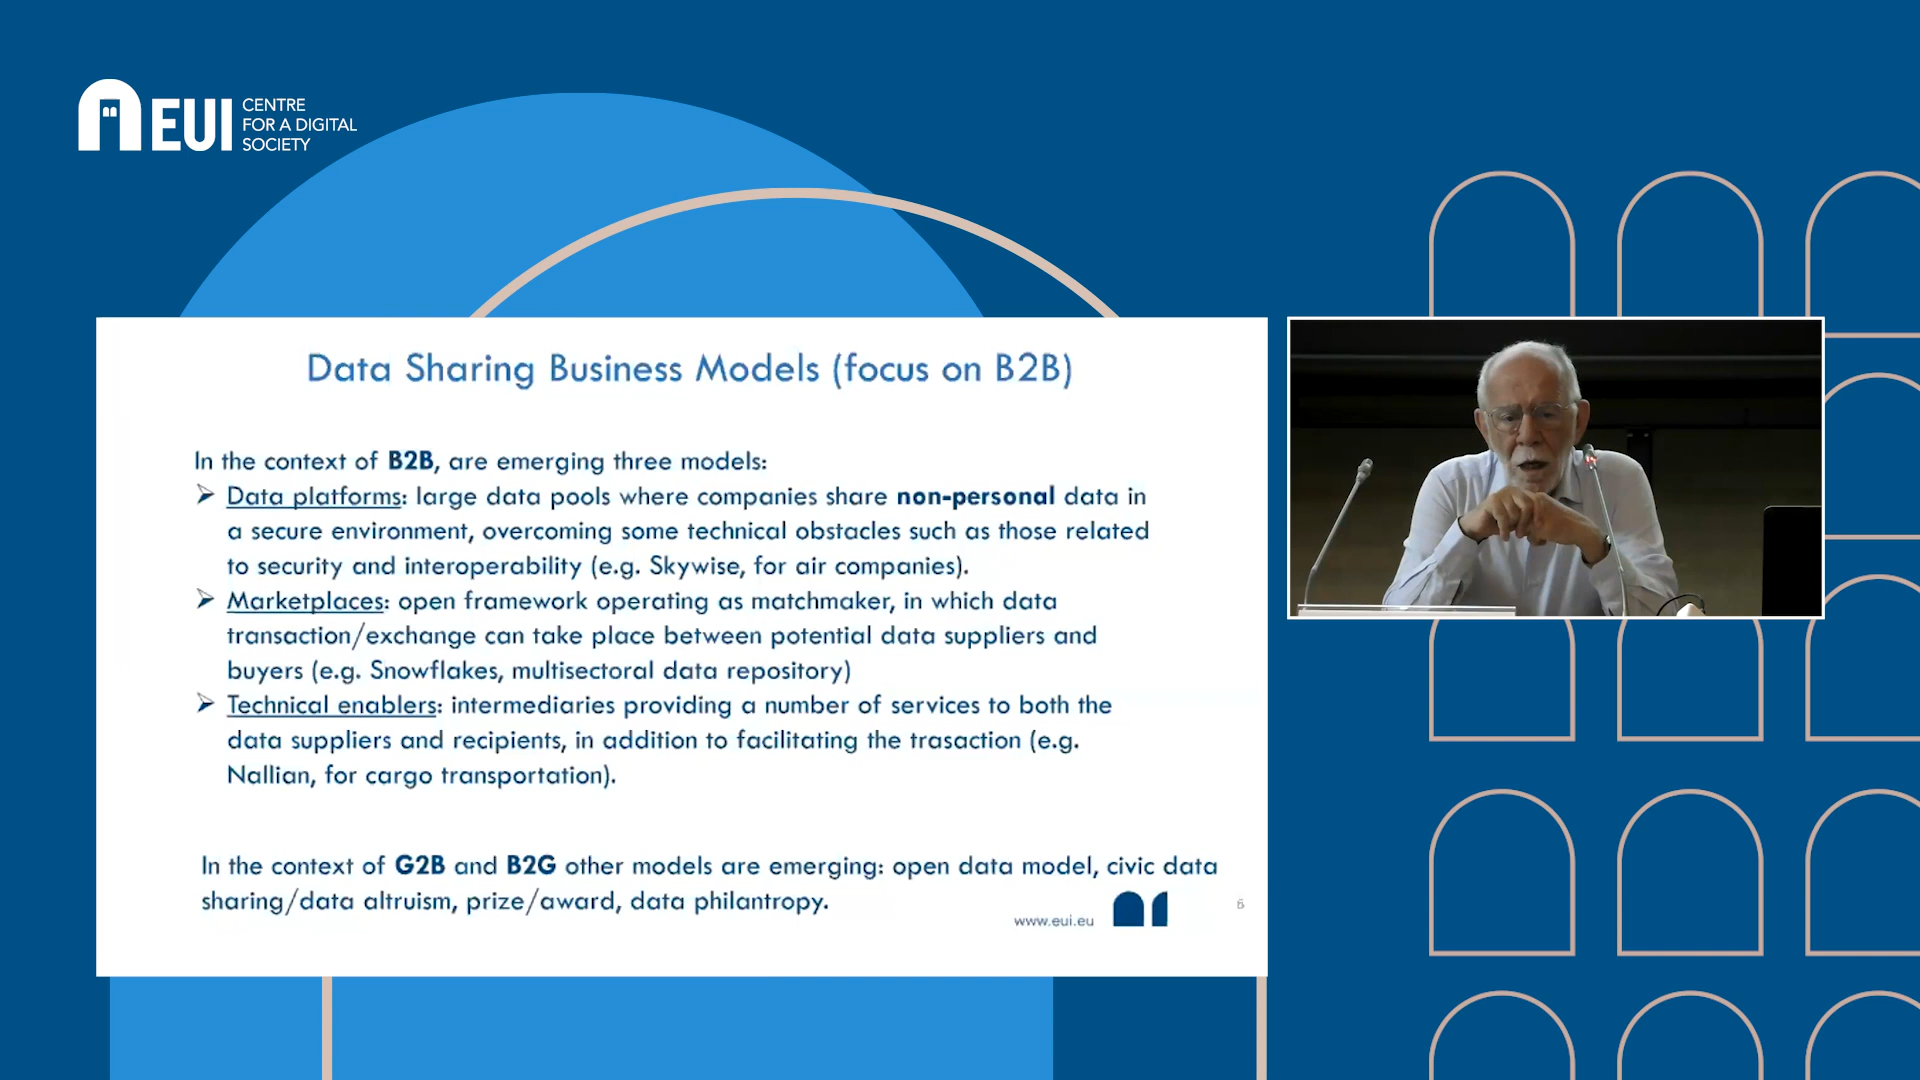 EUI
CENTRE
FOR A DIGITAL
SOCIETY
Data Sharing Business Models (focus on B2B)
In the context of B2B, are emerging three models:
➢ Data platforms: large data pools where companies share non-personal data in
a secure environment, overcoming some technical obstacles such as those related
to security and interoperability (e.g. Skywise, for air companies).
➢ Marketplaces: open framework operating as matchmaker, in which data
transaction/exchange can take place between potential data suppliers and
buyers (e.g. Snowflakes, multisectoral data repository)
➢ Technical enablers: intermediaries providing a number of services to both the
data suppliers and recipients, in addition to facilitating the trasaction (e.g.
Nallian, for cargo transportation).
In the context of G2B and B2G other models are emerging: open data model, civic data
sharing/data altruism, prize/award, data philantropy.
www.eui.eu